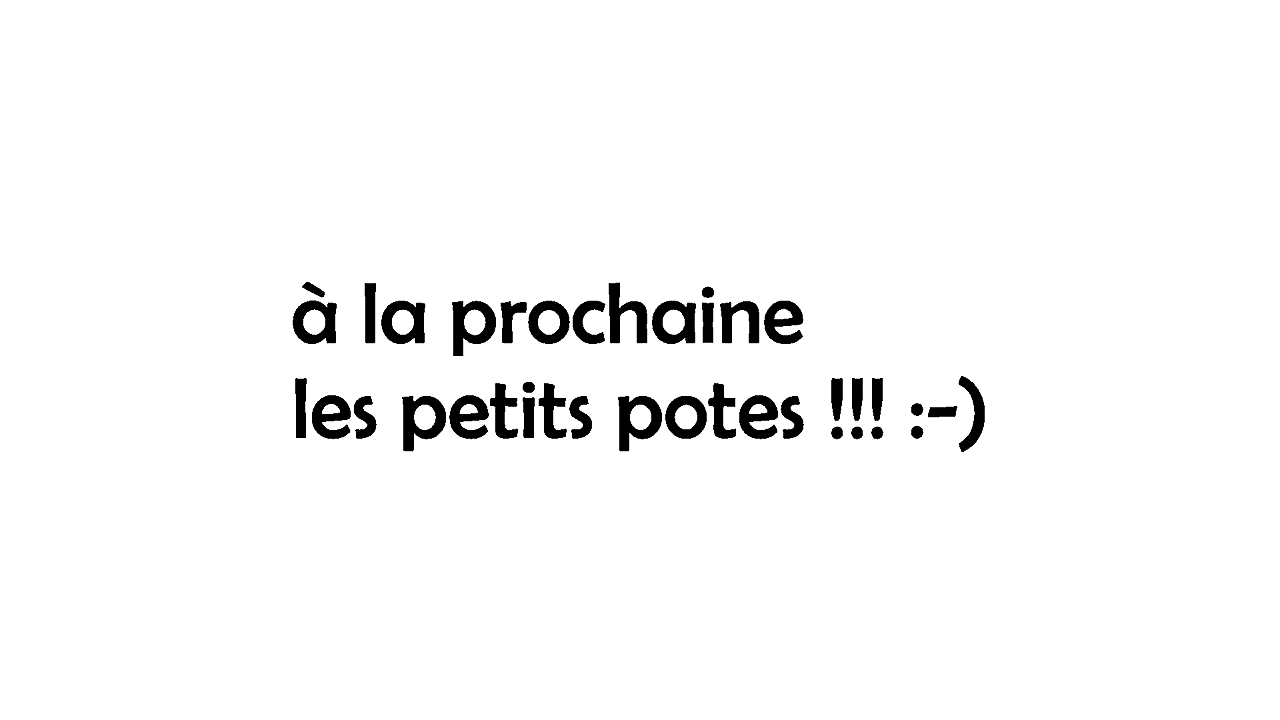 à la prochaine
les petits potes !!! :-)